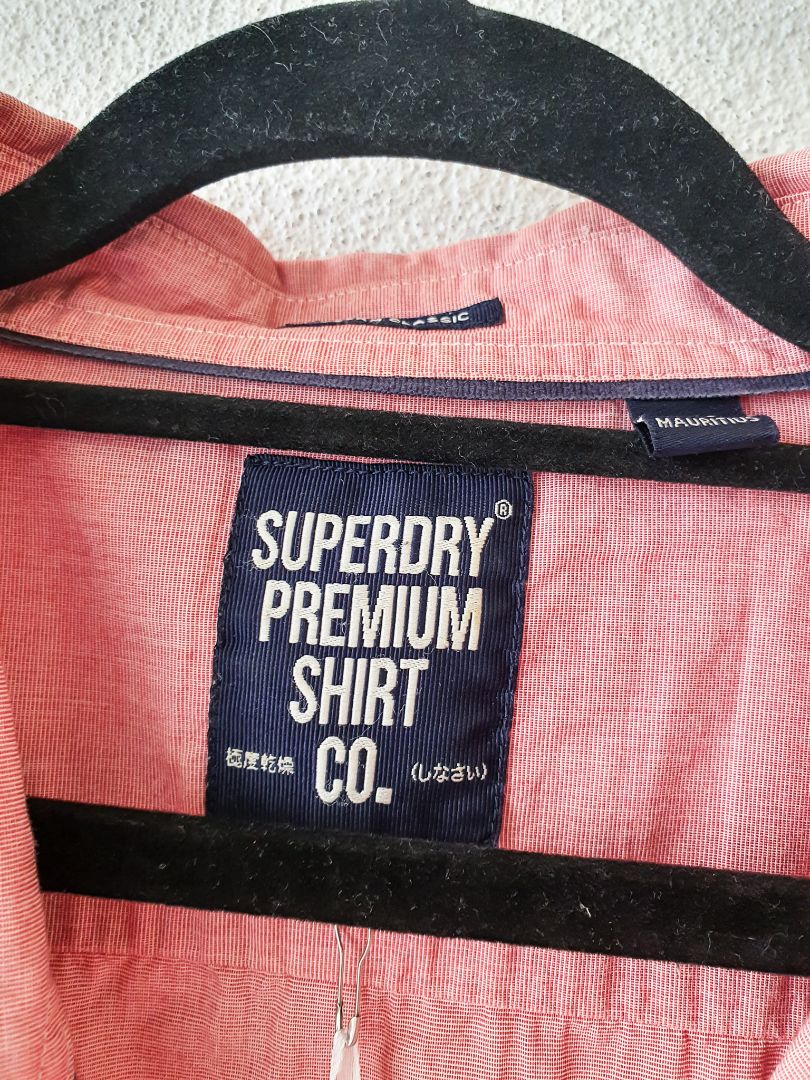 CLASSIC
MAURITIUS
SUPERDRY®
PREMIUM
SHIRT
極度乾燥 CO. (しなさい)